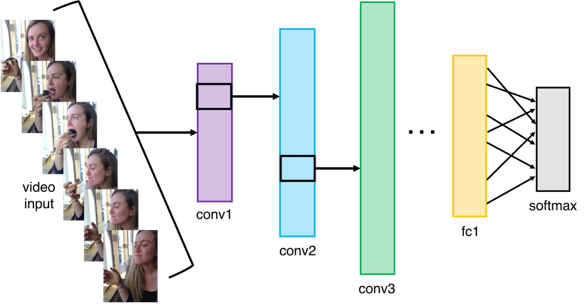 video
input
conv1
conv2
conv3
...
fc1
softmax